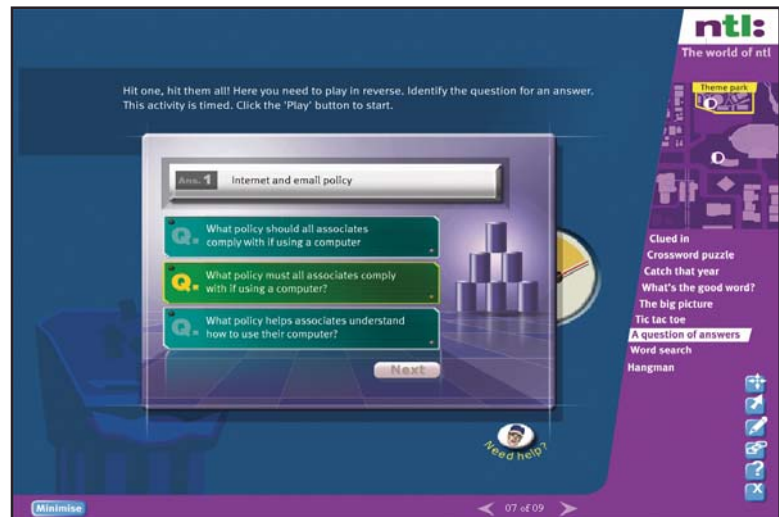 ntl:
The world of ntl
Theme park
Hit one, hit them all! Here you need to play in reverse. Identify the question for an answer.
This activity is timed. Click the 'Play' button to start.
Ans. 1 Internet and email policy
Q. What policy should all associates
comply with if using a computer
Q. What policy must all associates comply
with if using a computer?
Q. What policy helps associates understand
how to use their computer?
Next
Need help?
Clued in
Crossword puzzle
Catch that year
What's the good word?
The big picture
Tic tac toe
A question of answers
Word search
Hangman
?
X
Minimise
07 of 09